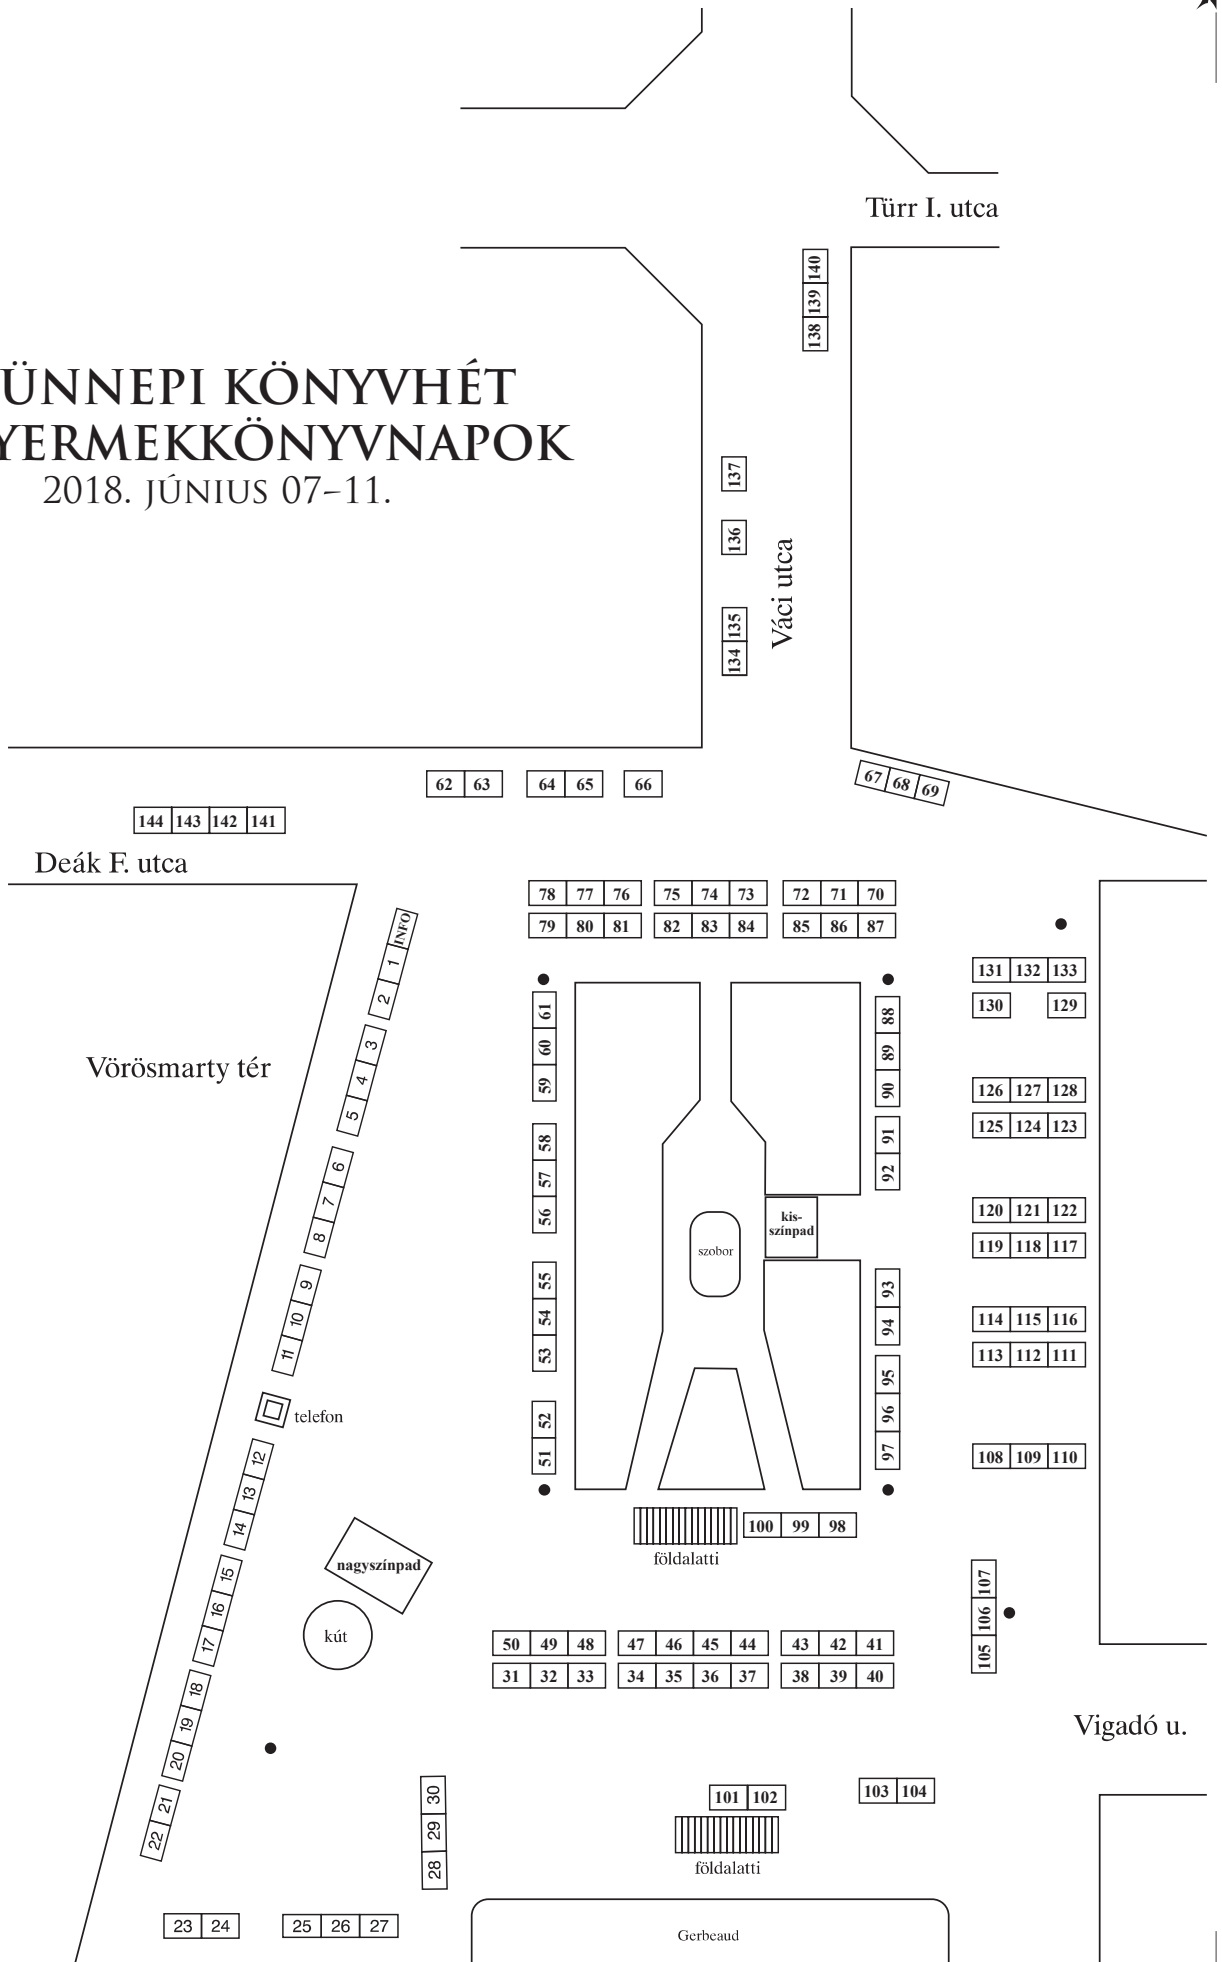 Türr I. utca
140
139
138
ÜNNEPI KÖNYVHÉT
YERMEKKÖNYVNAPOK
2018. JÚNIUS 07–11.
137
136
Váci utca
135
134
62 63 64 65 66
67 68 69
144 143 142 141
Deák F. utca
78 77 76 75 74 73 72 71 70
79 80 81 82 83 84 85 86 87
INFO
1
2
3
4
5
6
7
8
9
10
11
Vörösmarty tér
telefon
12
13
14
15
16
17
18
19
20
21
22
61
60
59
58
57
56
55
54
53
52
51
88
89
90
91
92
kis-
színpad
szobor
93
94
95
96
97
131 132 133
130 129
126 127 128
125 124 123
120 121 122
119 118 117
114 115 116
113 112 111
108 109 110
100 99 98
földalatti
nagyszínpad
kút
107
106
105
50 49 48 47 46 45 44 43 42 41
31 32 33 34 35 36 37 38 39 40
Vigadó u.
30
29
28
101 102
103 104
földalatti
23 24 25 26 27
Gerbeaud